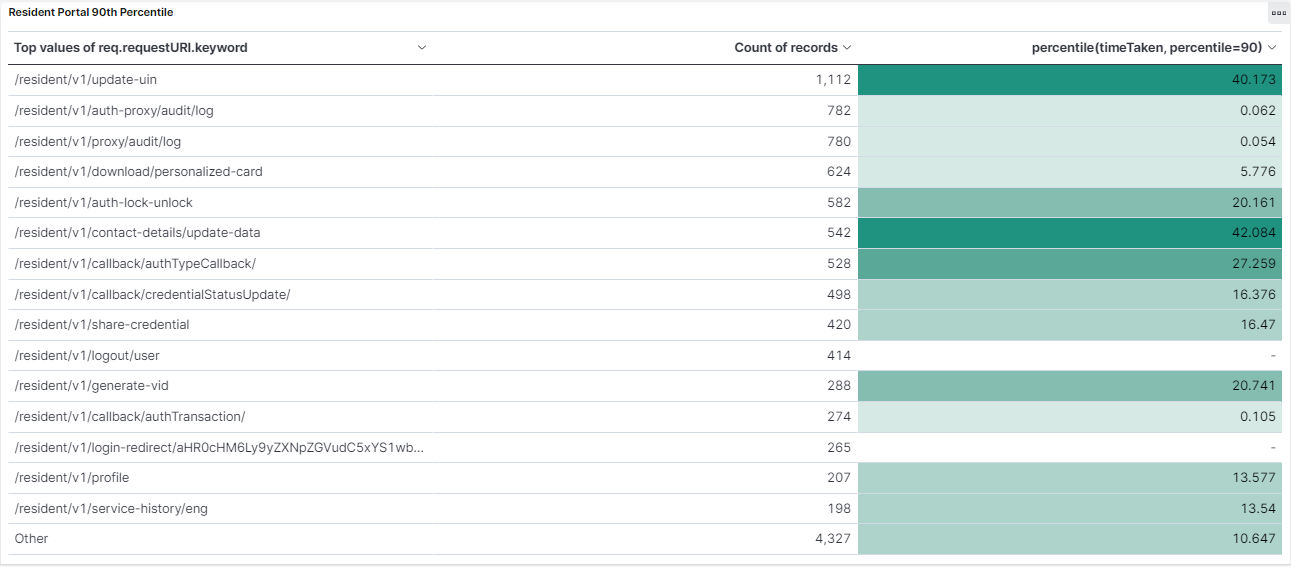 Resident Portal 90th Percentile
Top values of req.requestURI.keyword Count of records percentile(timeTaken, percentile=90)
/resident/v1/update-uin 1,112 40.173
/resident/v1/auth-proxy/audit/log 782 0.062
/resident/v1/proxy/audit/log 780 0.054
/resident/v1/download/personalized-card 624 5.776
/resident/v1/auth-lock-unlock 582 20.161
/resident/v1/contact-details/update-data 542 42.084
/resident/v1/callback/authTypeCallback/ 528 27.259
/resident/v1/callback/credentialStatusUpdate/ 498 16.376
/resident/v1/share-credential 420 16.47
/resident/v1/logout/user 414 -
/resident/v1/generate-vid 288 20.741
/resident/v1/callback/authTransaction/ 274 0.105
/resident/v1/login-redirect/aHR0cHM6Ly9yZXNpZGVudC5xYS1wb... 265 -
/resident/v1/profile 207 13.577
/resident/v1/service-history/eng 198 13.54
Other 4,327 10.647